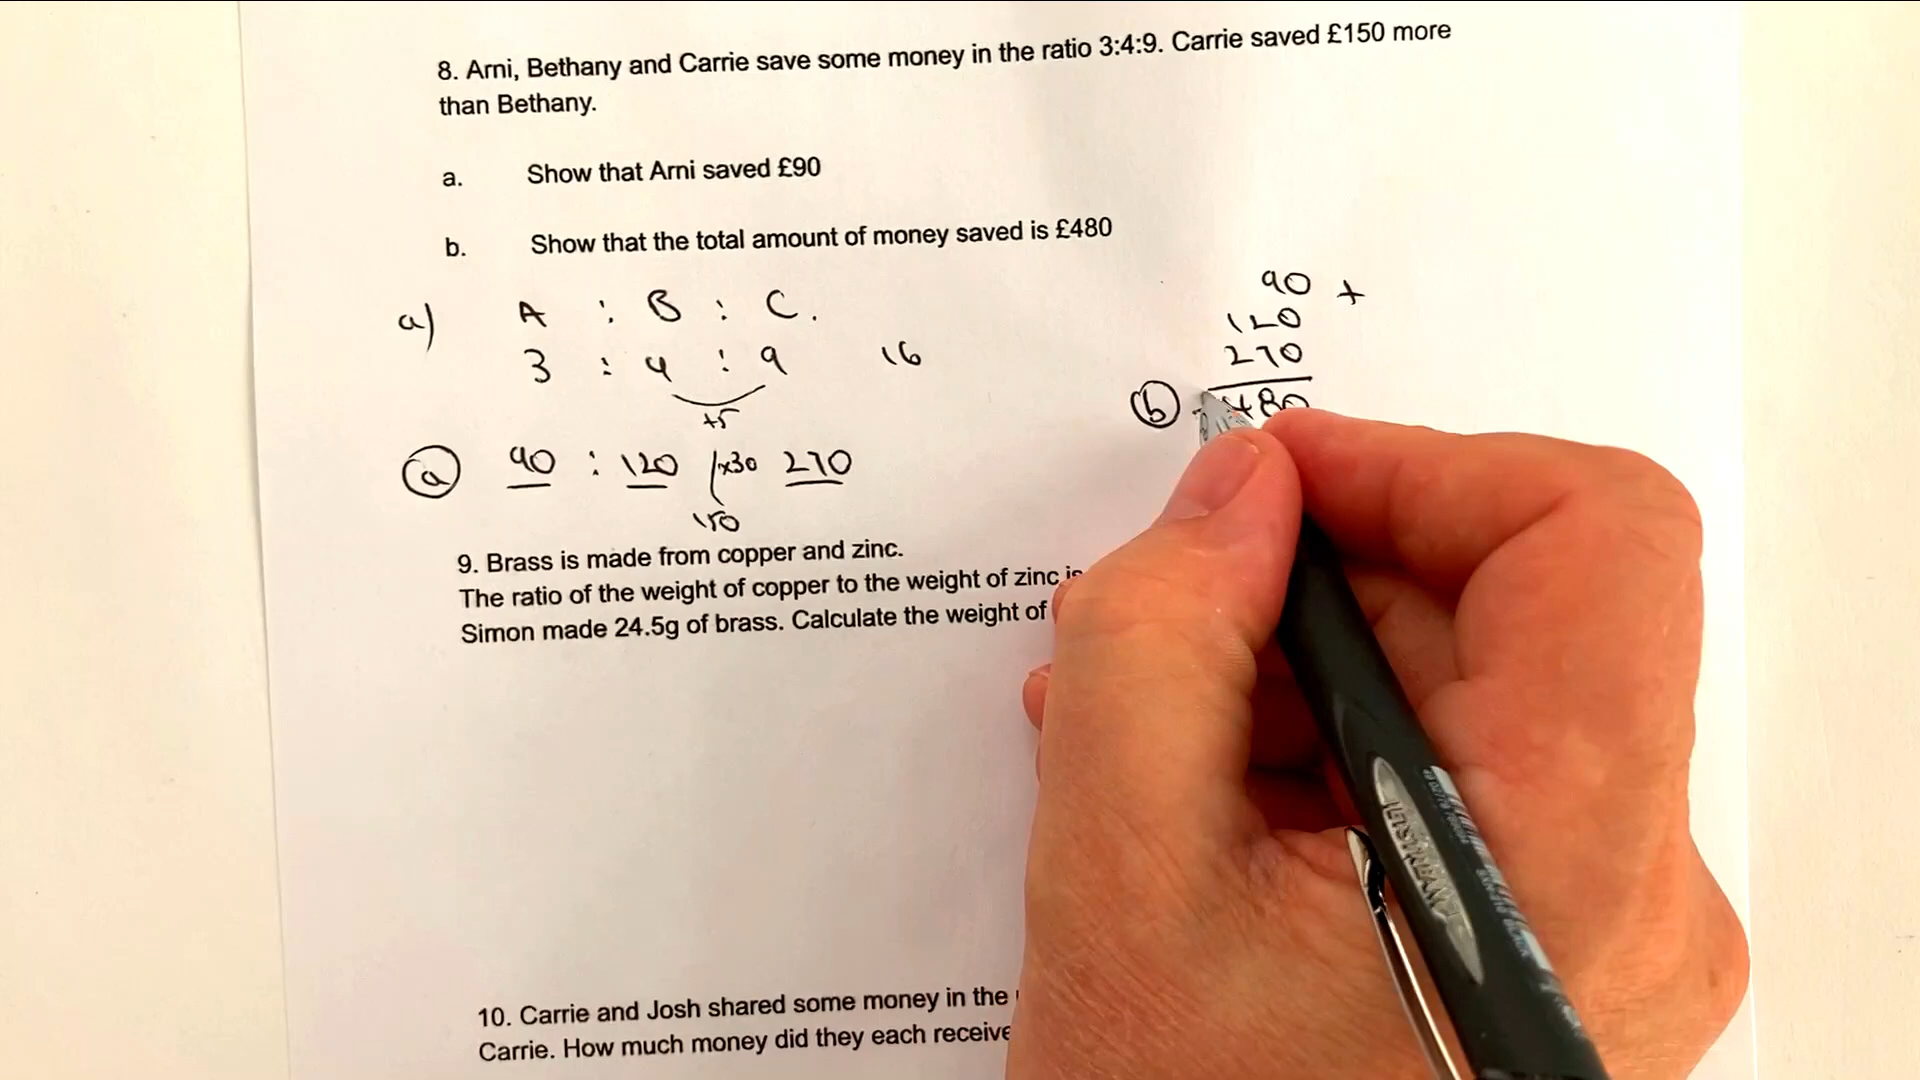 8. Arni, Bethany and Carrie save some money in the ratio 3:4:9. Carrie saved £150 more
than Bethany.
a. Show that Arni saved £90
b. Show that the total amount of money saved is £480
a) A : B : C.
3 : 4 : 9 16
+5
a 90 : 120 x30 270
150
90 +
120
270
b 480
9. Brass is made from copper and zinc.
The ratio of the weight of copper to the weight of zinc is
Simon made 24.5g of brass. Calculate the weight of
10. Carrie and Josh shared some money in the
Carrie. How much money did they each receive
JETSTREAM